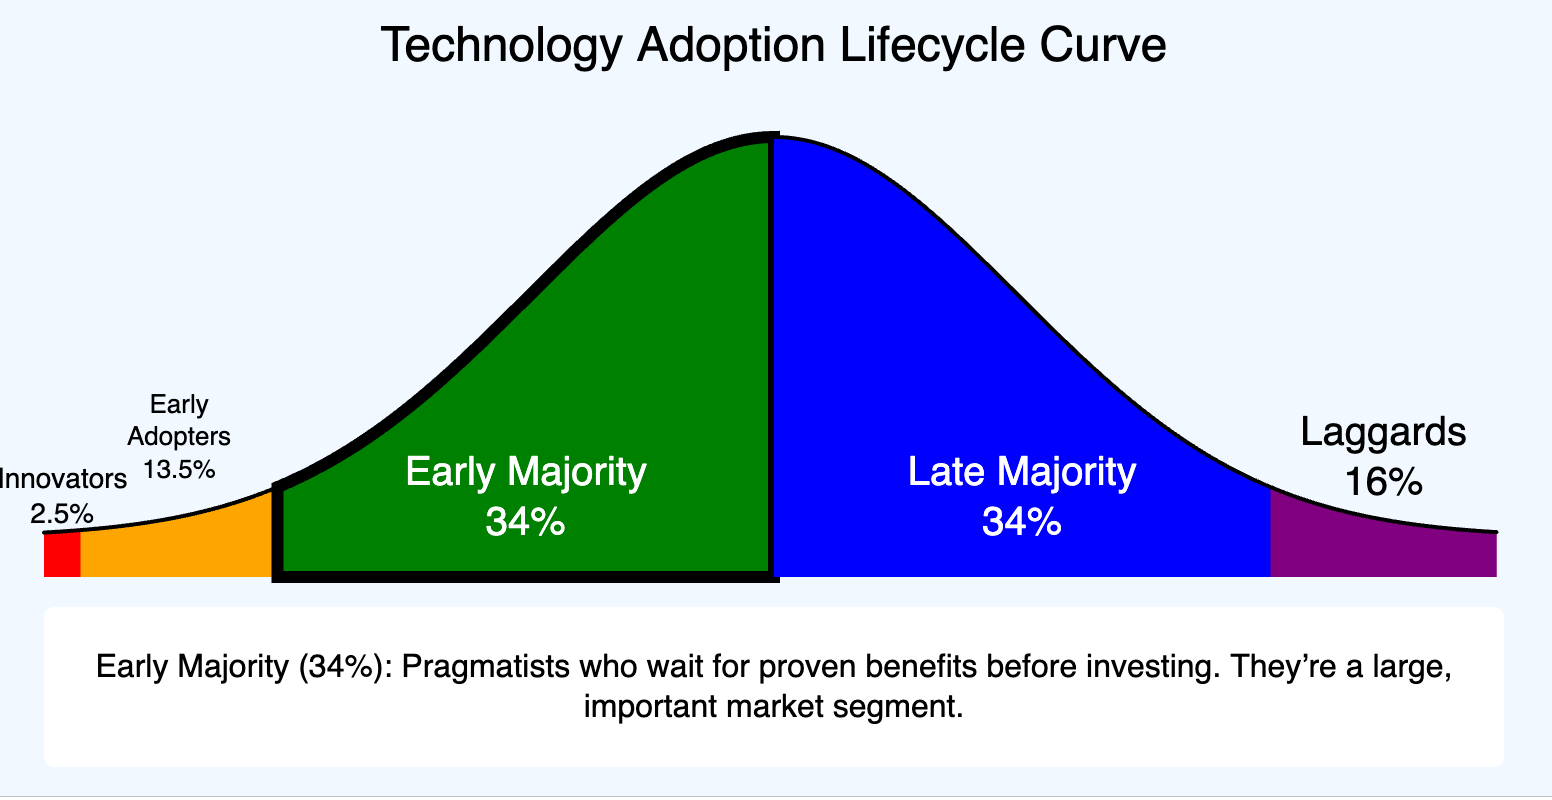 Technology Adoption Lifecycle Curve
Early
Adopters
13.5%
Innovators
2.5%
Early Majority
34%
Late Majority
34%
Laggards
16%
Early Majority (34%): Pragmatists who wait for proven benefits before investing. They’re a large,
important market segment.